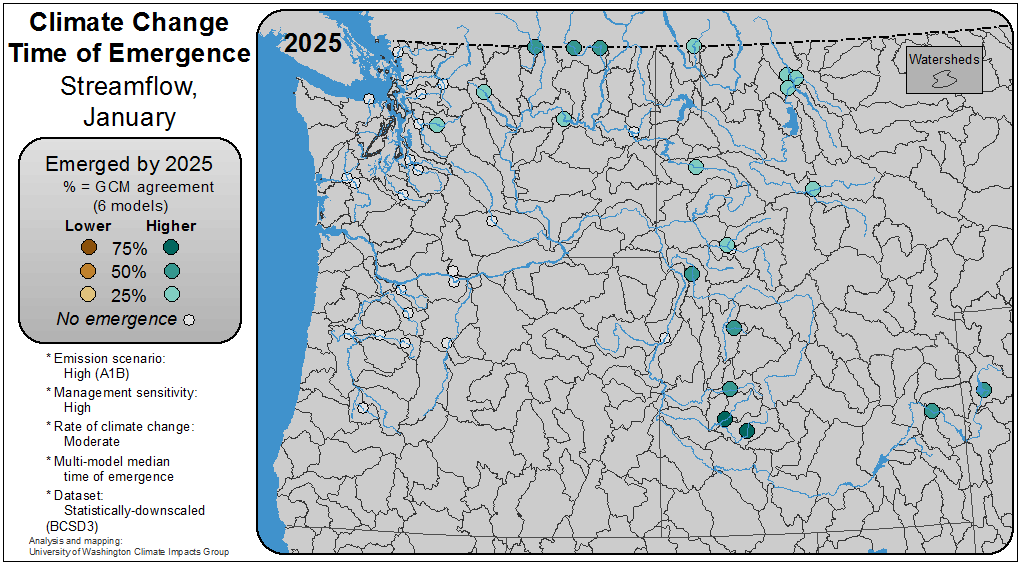 Climate Change
Time of Emergence
Streamflow,
January
Emerged by 2025
% = GCM agreement
(6 models)
Lower Higher
75%
50%
25%
No emergence
* Emission scenario:
High (A1B)
* Management sensitivity:
High
* Rate of climate change:
Moderate
* Multi-model median
time of emergence
* Dataset:
Statistically-downscaled
(BCSD3)
Analysis and mapping:
University of Washington Climate Impacts Group
2025
Watersheds